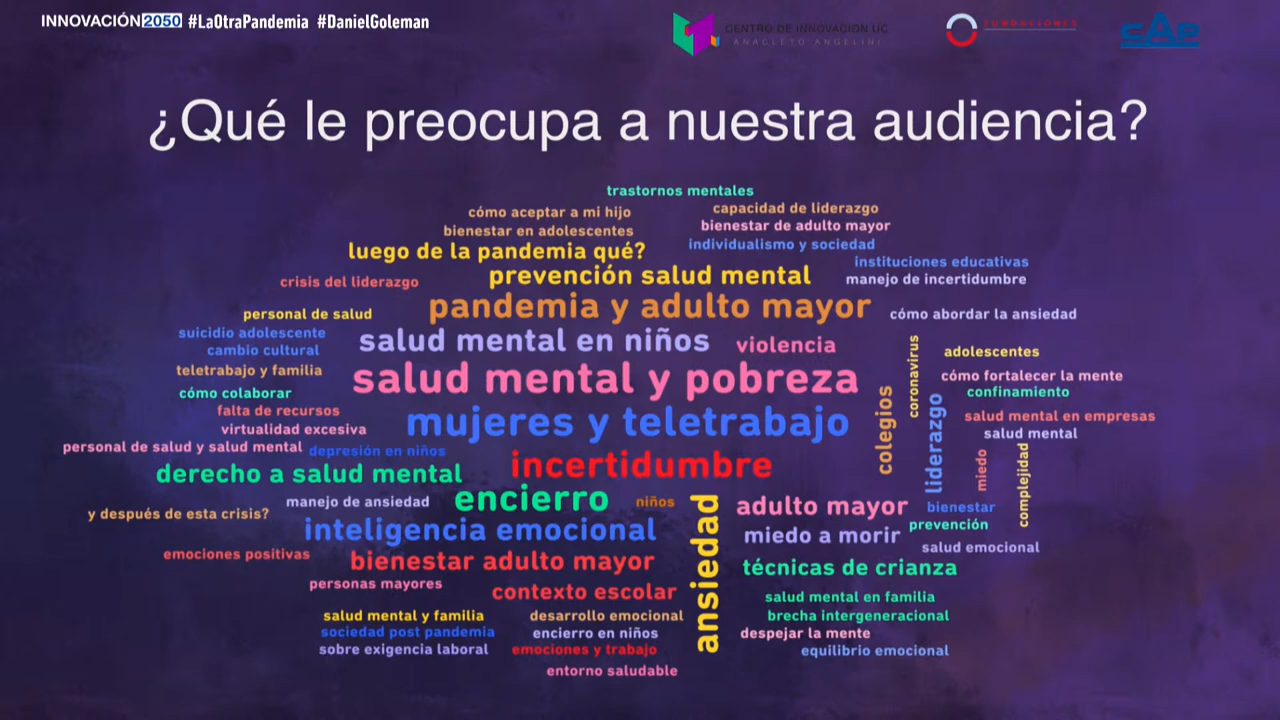 INNOVACIÓN2050 #LaOtraPandemia #DanielGoleman
CENTRO DE INNOVACIÓN UC
ANACLETO ANGELINI
FUNDACIONES
CAP
¿Qué le preocupa a nuestra audiencia?
trastornos mentales
cómo aceptar a mi hijo
capacidad de liderazgo
bienestar en adolescentes
bienestar de adulto mayor
luego de la pandemia qué?
individualismo y sociedad
instituciones educativas
crisis del liderazgo
prevención salud mental
manejo de incertidumbre
personal de salud
pandemia y adulto mayor
cómo abordar la ansiedad
suicidio adolescente
cambio cultural
salud mental en niños
violencia
coronavirus
adolescentes
teletrabajo y familia
salud mental y pobreza
cómo fortalecer la mente
cómo colaborar
confinamiento
falta de recursos
mujeres y teletrabajo
colegios
liderazgo
salud mental en empresas
virtualidad excesiva
salud mental
personal de salud y salud mental
depresión en niños
derecho a salud mental
incertidumbre
miedo
complejidad
manejo de ansiedad
encierro
niños
adulto mayor
bienestar
y después de esta crisis?
prevención
inteligencia emocional
ansiedad
miedo a morir
salud emocional
emociones positivas
bienestar adulto mayor
técnicas de crianza
personas mayores
contexto escolar
salud mental en familia
salud mental y familia
desarrollo emocional
brecha intergeneracional
sociedad post pandemia
encierro en niños
despejar la mente
sobre exigencia laboral
emociones y trabajo
equilibrio emocional
entorno saludable